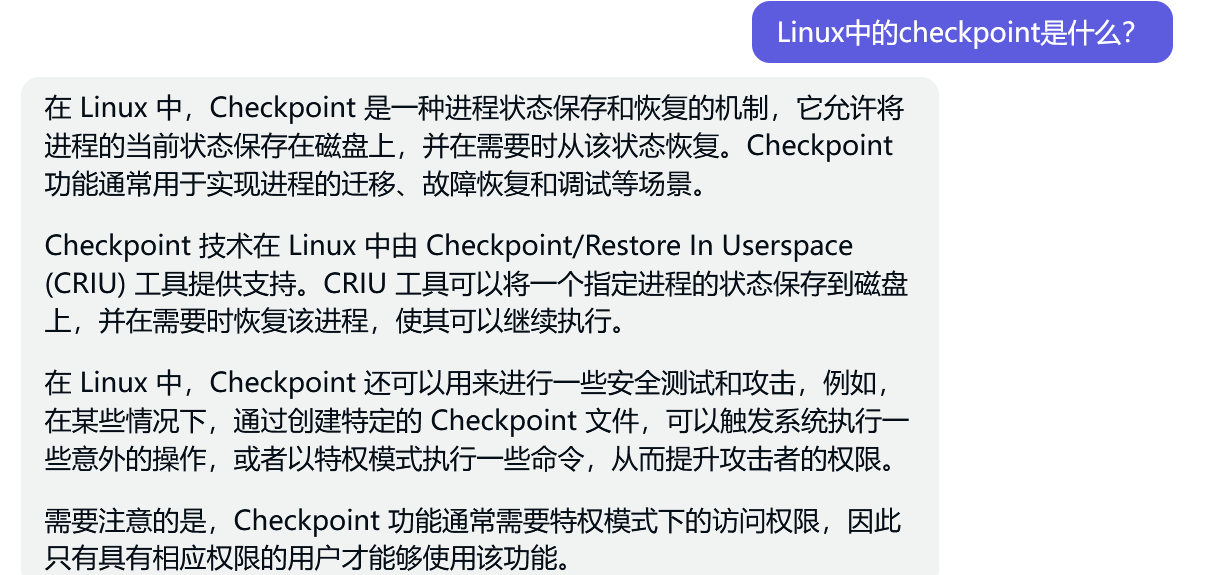 Linux中的checkpoint是什么？
在 Linux 中，Checkpoint 是一种进程状态保存和恢复的机制，它允许将
进程的当前状态保存在磁盘上，并在需要时从该状态恢复。Checkpoint
功能通常用于实现进程的迁移、故障恢复和调试等场景。
Checkpoint 技术在 Linux 中由 Checkpoint/Restore In Userspace
(CRIU) 工具提供支持。CRIU 工具可以将一个指定进程的状态保存到磁盘
上，并在需要时恢复该进程，使其可以继续执行。
在 Linux 中，Checkpoint 还可以用来进行一些安全测试和攻击，例如，
在某些情况下，通过创建特定的 Checkpoint 文件，可以触发系统执行一
些意外的操作，或者以特权模式执行一些命令，从而提升攻击者的权限。
需要注意的是，Checkpoint 功能通常需要特权模式下的访问权限，因此
只有具有相应权限的用户才能够使用该功能。